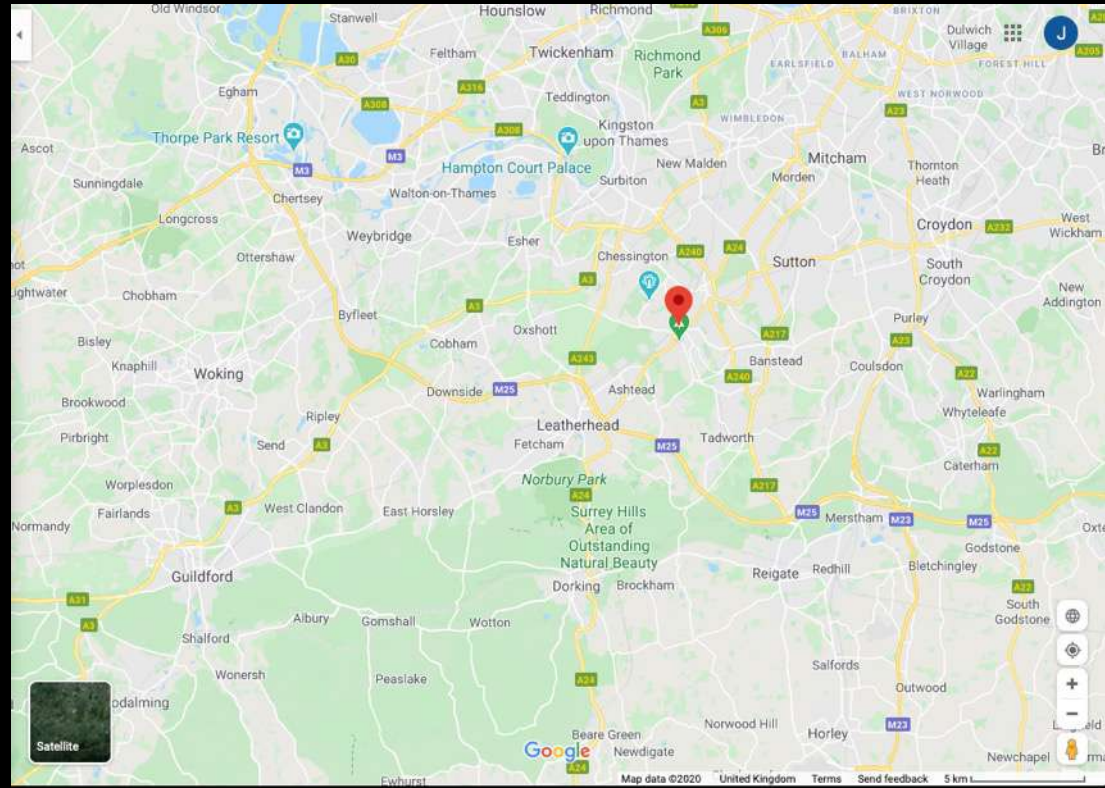 Old Windsor
Stanwell
Hounslow
Richmond
BRIXTON
A306
Dulwich
Village
J
A205
Feltham
Twickenham
Richmond
Park
EARLSFIELD
BALHAM
FOREST HILL
A30
A316
A3
Egham
A308
Teddington
WEST NORWOOD
A23
Thorpe Park Resort
A308
Kingston
upon Thames
WIMBLEDON
Ascot
M3
M3
Hampton Court Palace
New Malden
Mitcham
Thornton
Heath
Sunningdale
Chertsey
Walton-on-Thames
Surbiton
Morden
Longcross
Weybridge
Esher
Croydon
A232
West
Wickham
Ottershaw
Chessington
A240
A24
Sutton
South
Croydon
Chobham
A3
A3
New
Addington
Byfleet
Oxshott
Purley
Bisley
Cobham
A217
A23
Knaphill
Woking
A243
Banstead
Coulsdon
Downside
M25
Ashtead
A240
A22
Warlingham
Brookwood
Ripley
Leatherhead
Whyteleafe
Pirbright
Send
A3
Fetcham
M25
Tadworth
A22
Caterham
Worplesdon
Norbury Park
A217
Fairlands
A3
West Clandon
East Horsley
A24
Surrey Hills
Area of
Outstanding
Natural Beauty
M25
Merstham
M23
M25
Normandy
Godstone
Guildford
Dorking
Brockham
Reigate
Redhill
Bletchingley
A31
A3
Albury
Gomshall
Wotton
A22
South
Godstone
Shalford
Wonersh
Peaslake
A24
Salfords
Outwood
Satellite
Norwood Hill
M23
Beare Green
Horley
Google
Newdigate
Newchapel
A24
Ewhurst
Map data ©2020 United Kingdom Terms Send feedback 5 km